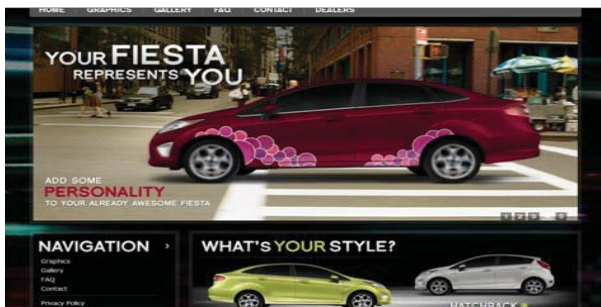 HOME GRAPHICS GALLERY FAQ CONTACT DEALERS
YOUR FIESTA
REPRESENTS YOU
ADD SOME
PERSONALITY
TO YOUR ALREADY AWESOME FIESTA
NAVIGATION ›
Graphics
Gallery
FAQ
Contact
Privacy Policy
WHAT'S YOUR STYLE?
HATCHBACK